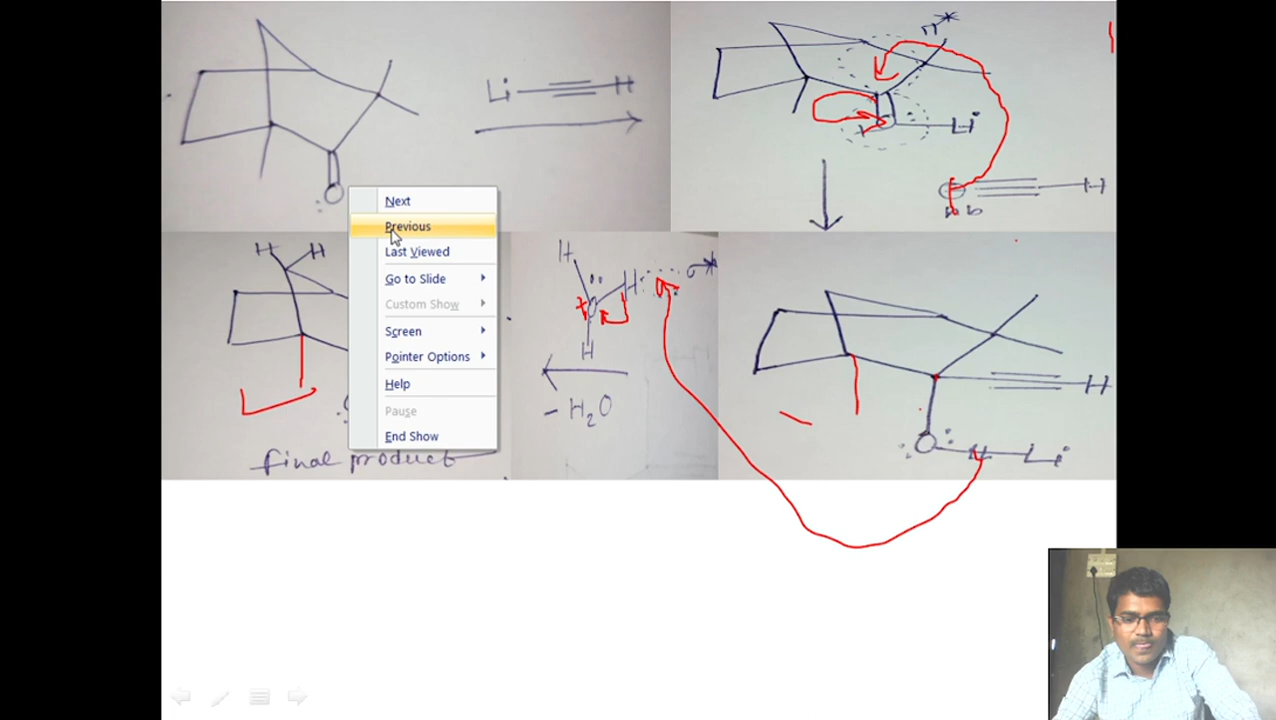 Li H
O
Next
Previous
Last Viewed
Go to Slide
Custom Show
Screen
Pointer Options
Help
Pause
End Show
π*
Li
H
H H
final product
H
H σ*
O
H
- H2O
H
O Li